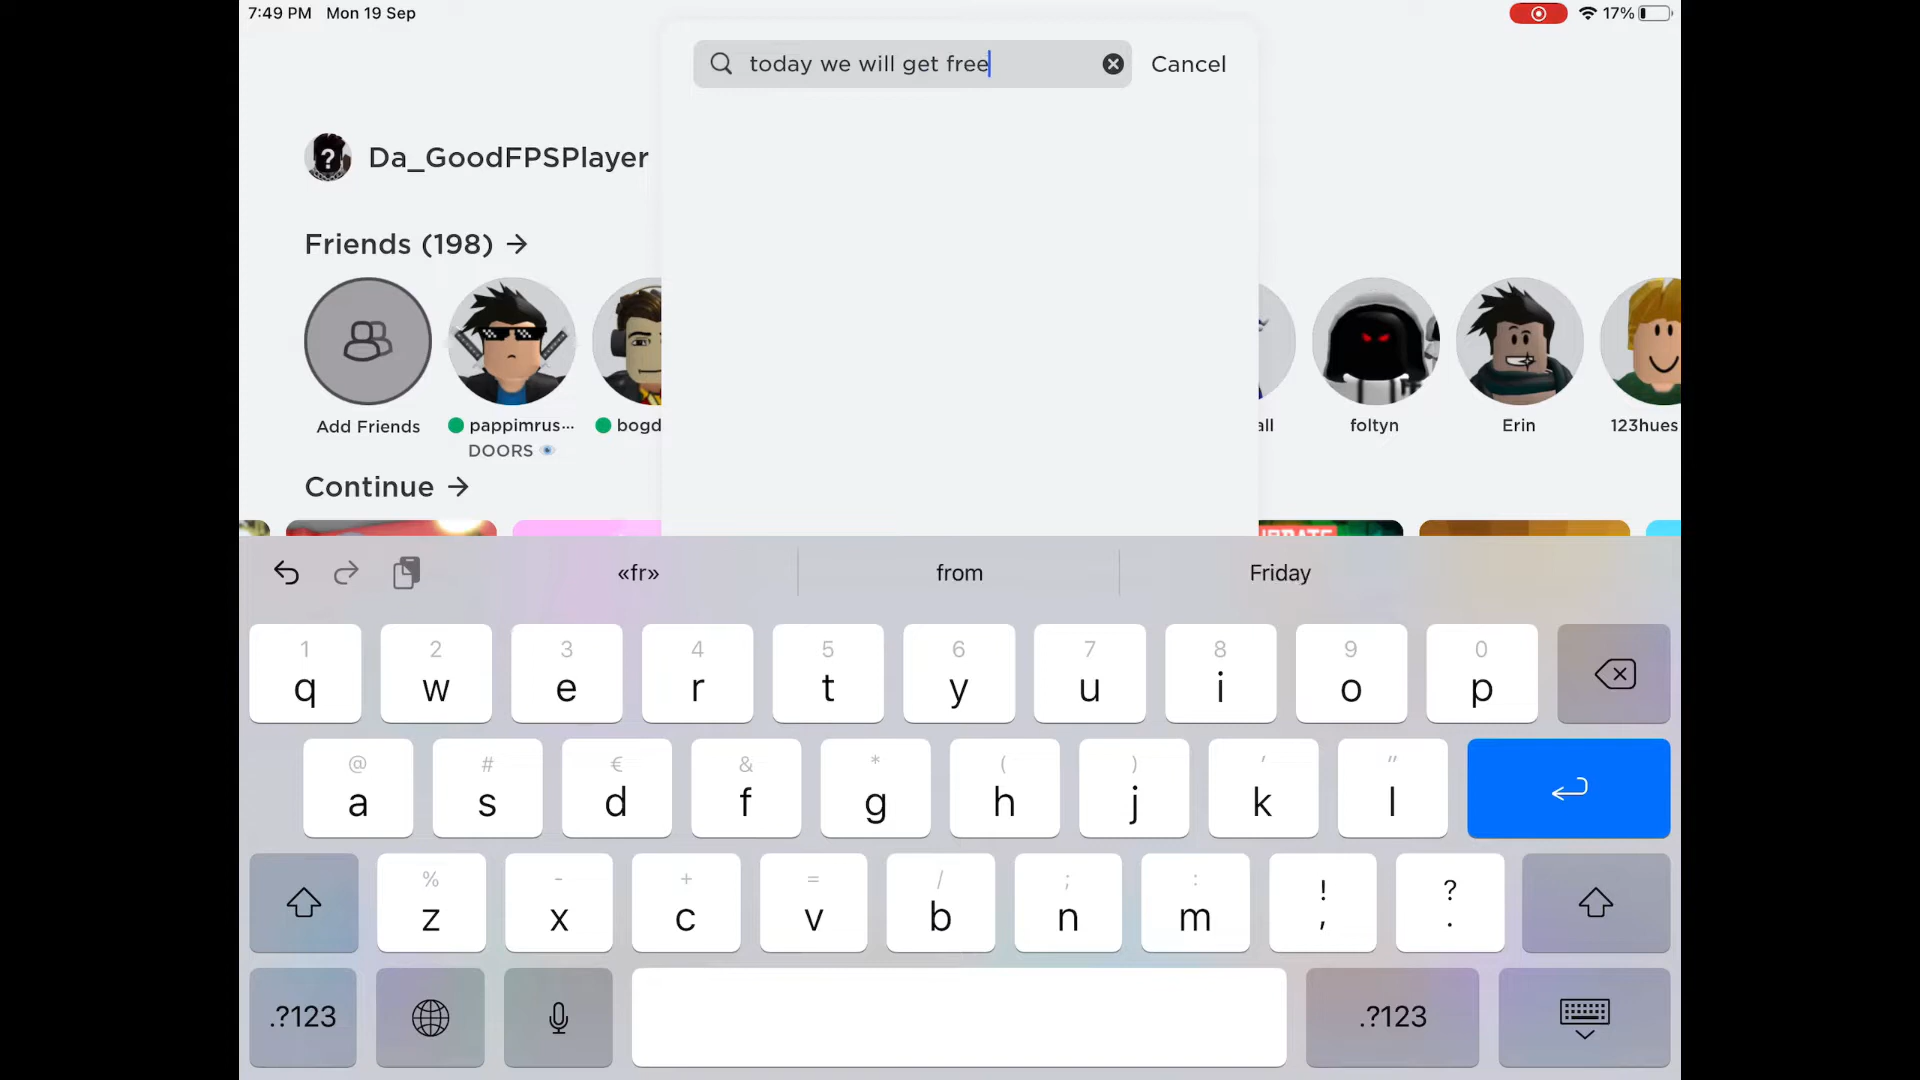 7:49 PM Mon 19 Sep
17%
today we will get free
Cancel
Da_GoodFPSPlayer
Friends (198) →
Add Friends
pappimrus...
bogd
all
foltyn
Erin
123hues
DOORS 👁
Continue →
UPDATE
«fr» from Friday
1 2 3 4 5 6 7 8 9 0
q w e r t y u i o p
@ # € & * ( ) ' "
a s d f g h j k l
% - + = / ; : ! ?
z x c v b n m , .
.?123 .?123